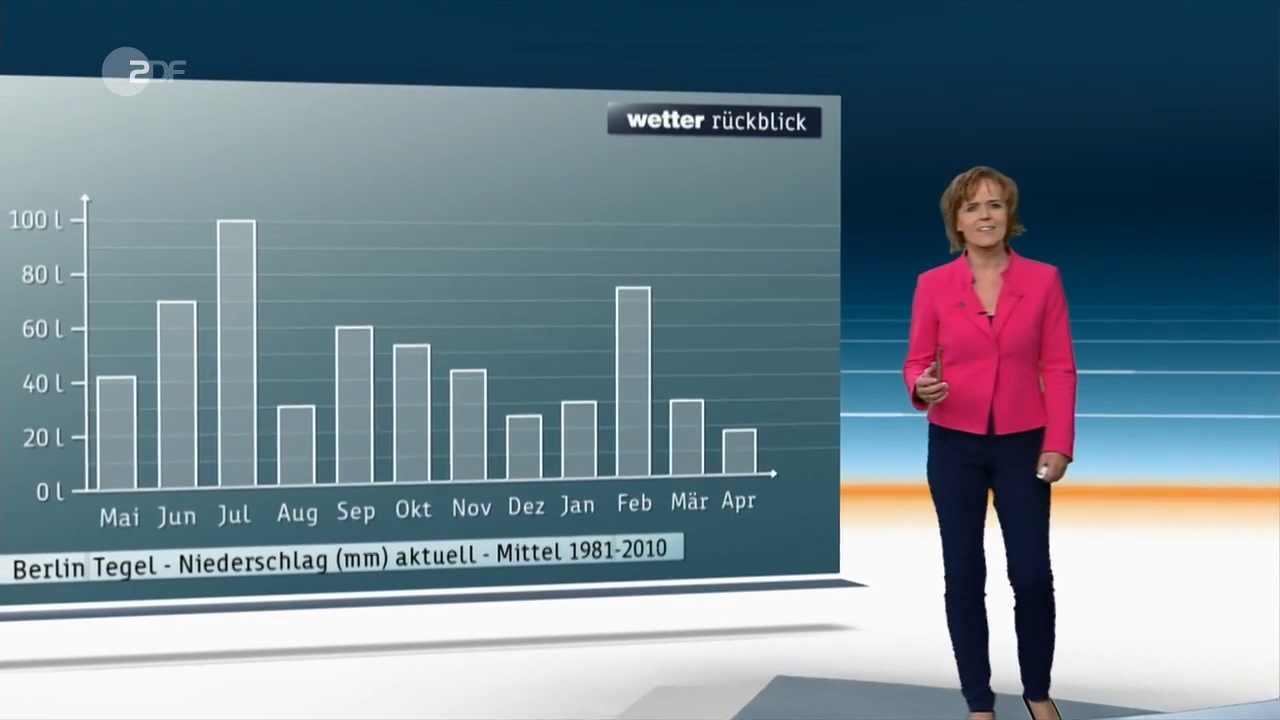 ZDF
wetter rückblick
100 l
80 l
60 l
40 l
20 l
0 l
Mai Jun Jul Aug Sep Okt Nov Dez Jan Feb Mär Apr
Berlin Tegel - Niederschlag (mm) aktuell - Mittel 1981-2010